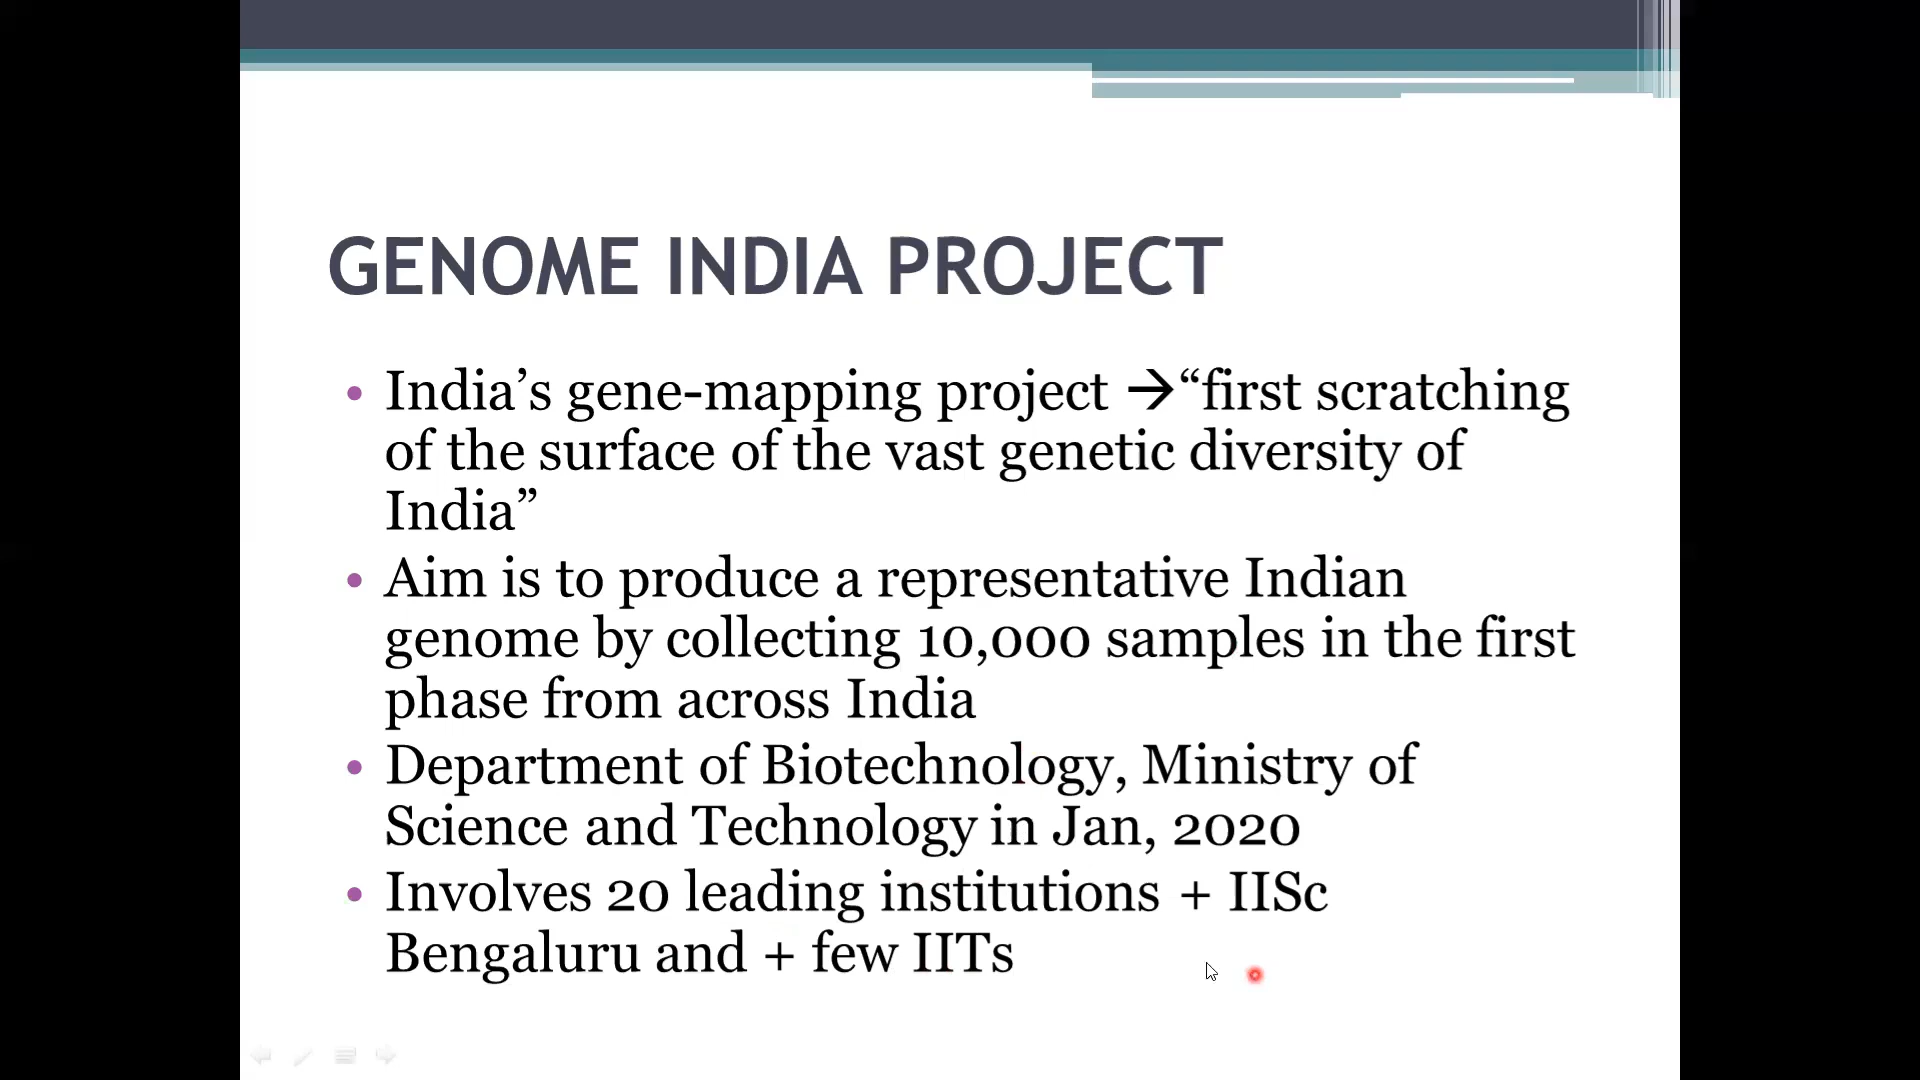 GENOME INDIA PROJECT
• India’s gene-mapping project →“first scratching
of the surface of the vast genetic diversity of
India”
• Aim is to produce a representative Indian
genome by collecting 10,000 samples in the first
phase from across India
• Department of Biotechnology, Ministry of
Science and Technology in Jan, 2020
• Involves 20 leading institutions + IISc
Bengaluru and + few IITs